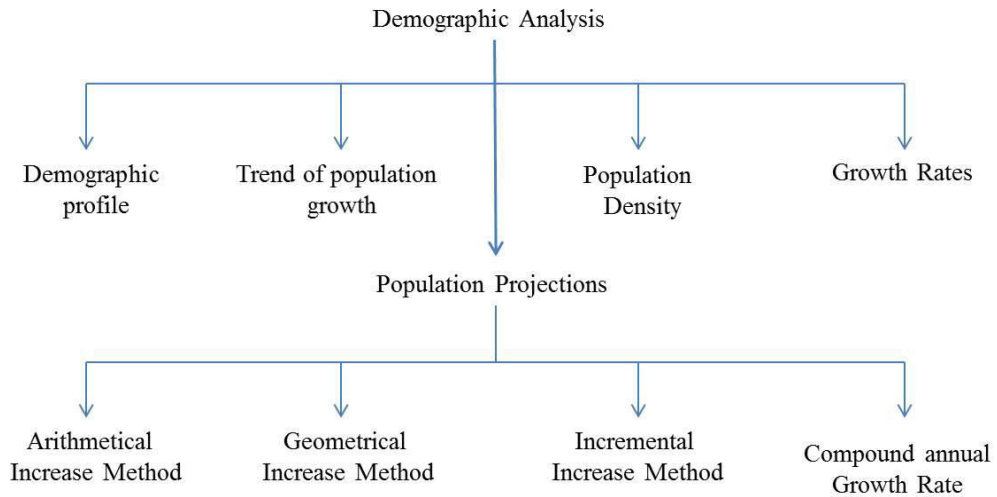 Demographic Analysis
Demographic
profile
Trend of population
growth
Population
Density
Growth Rates
Population Projections
Arithmetical
Increase Method
Geometrical
Increase Method
Incremental
Increase Method
Compound annual
Growth Rate